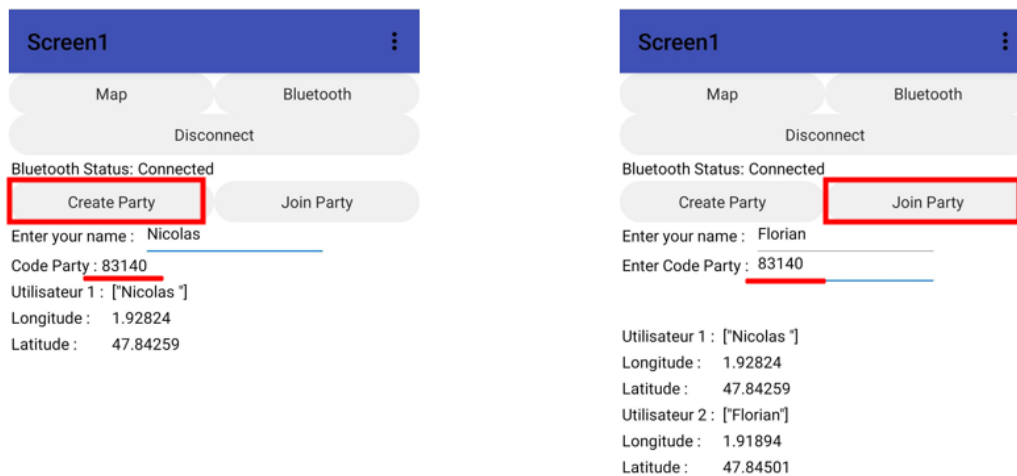 Screen1
Map Bluetooth
Disconnect
Bluetooth Status: Connected
Create Party Join Party
Enter your name : Nicolas
Code Party : 83140
Utilisateur 1 : ["Nicolas "]
Longitude : 1.92824
Latitude : 47.84259
Screen1
Map Bluetooth
Disconnect
Bluetooth Status: Connected
Create Party Join Party
Enter your name : Florian
Enter Code Party : 83140
Utilisateur 1 : ["Nicolas "]
Longitude : 1.92824
Latitude : 47.84259
Utilisateur 2 : ["Florian"]
Longitude : 1.91894
Latitude : 47.84501